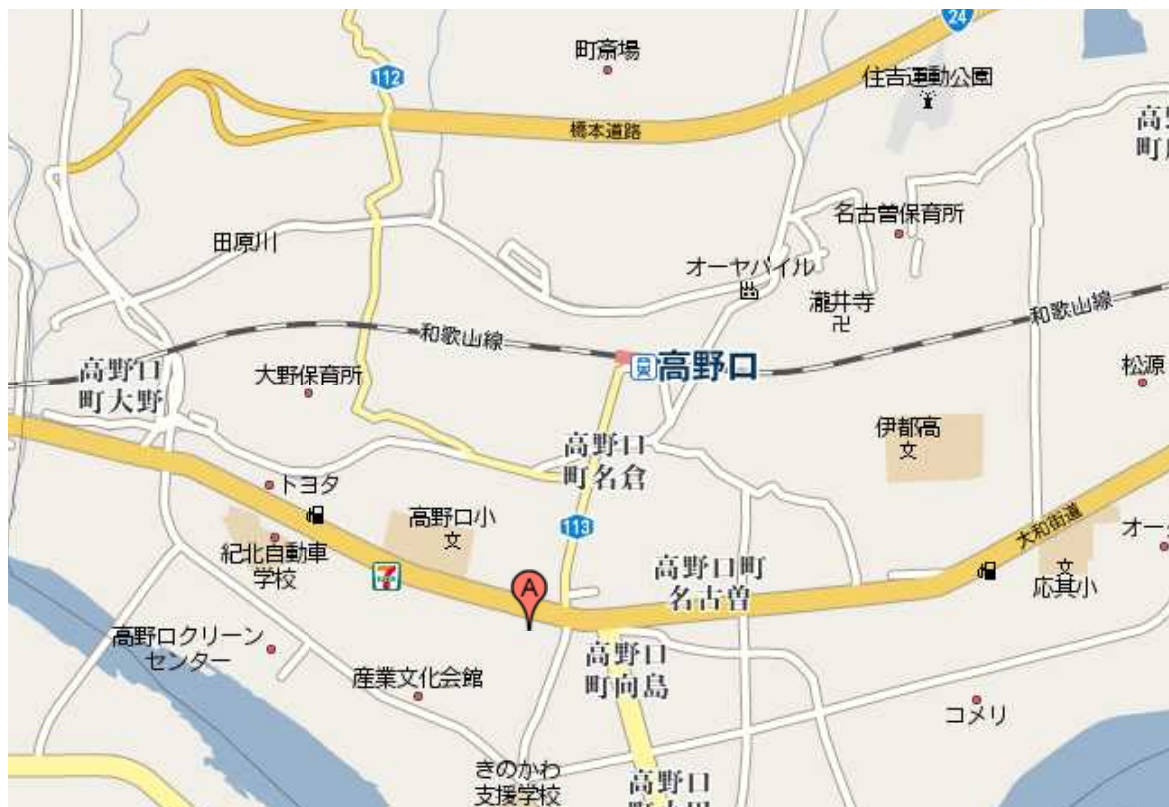 24
町斎場
112
住吉運動公園
橋本道路
名古曽保育所
田原川
オーヤパイル
瀧井寺
和歌山線
和歌山線
高野口
高野口
町大野
大野保育所
松原
高野口
町名倉
伊都高
文
トヨタ
高野口小
文
113
大和街道
紀北自動車
学校
7
A
高野口町
名古曽
文
応其小
高野口クリーン
センター
高野口
町向島
産業文化会館
コメリ
きのかわ
支援学校
高野口